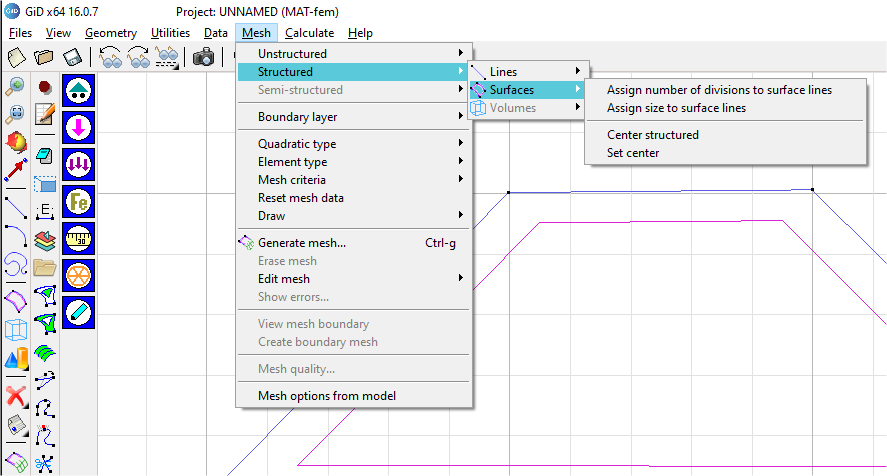 GiD x64 16.0.7 Project: UNNAMED (MAT-fem)
Files View Geometry Utilities Data Mesh Calculate Help
Unstructured
Structured
Semi-structured
Boundary layer
Quadratic type
Element type
Mesh criteria
Reset mesh data
Draw
Generate mesh... Ctrl-g
Erase mesh
Edit mesh
Show errors...
View mesh boundary
Create boundary mesh
Mesh quality...
Mesh options from model
Lines
Surfaces
Volumes
Assign number of divisions to surface lines
Assign size to surface lines
Center structured
Set center
E
Fe
30